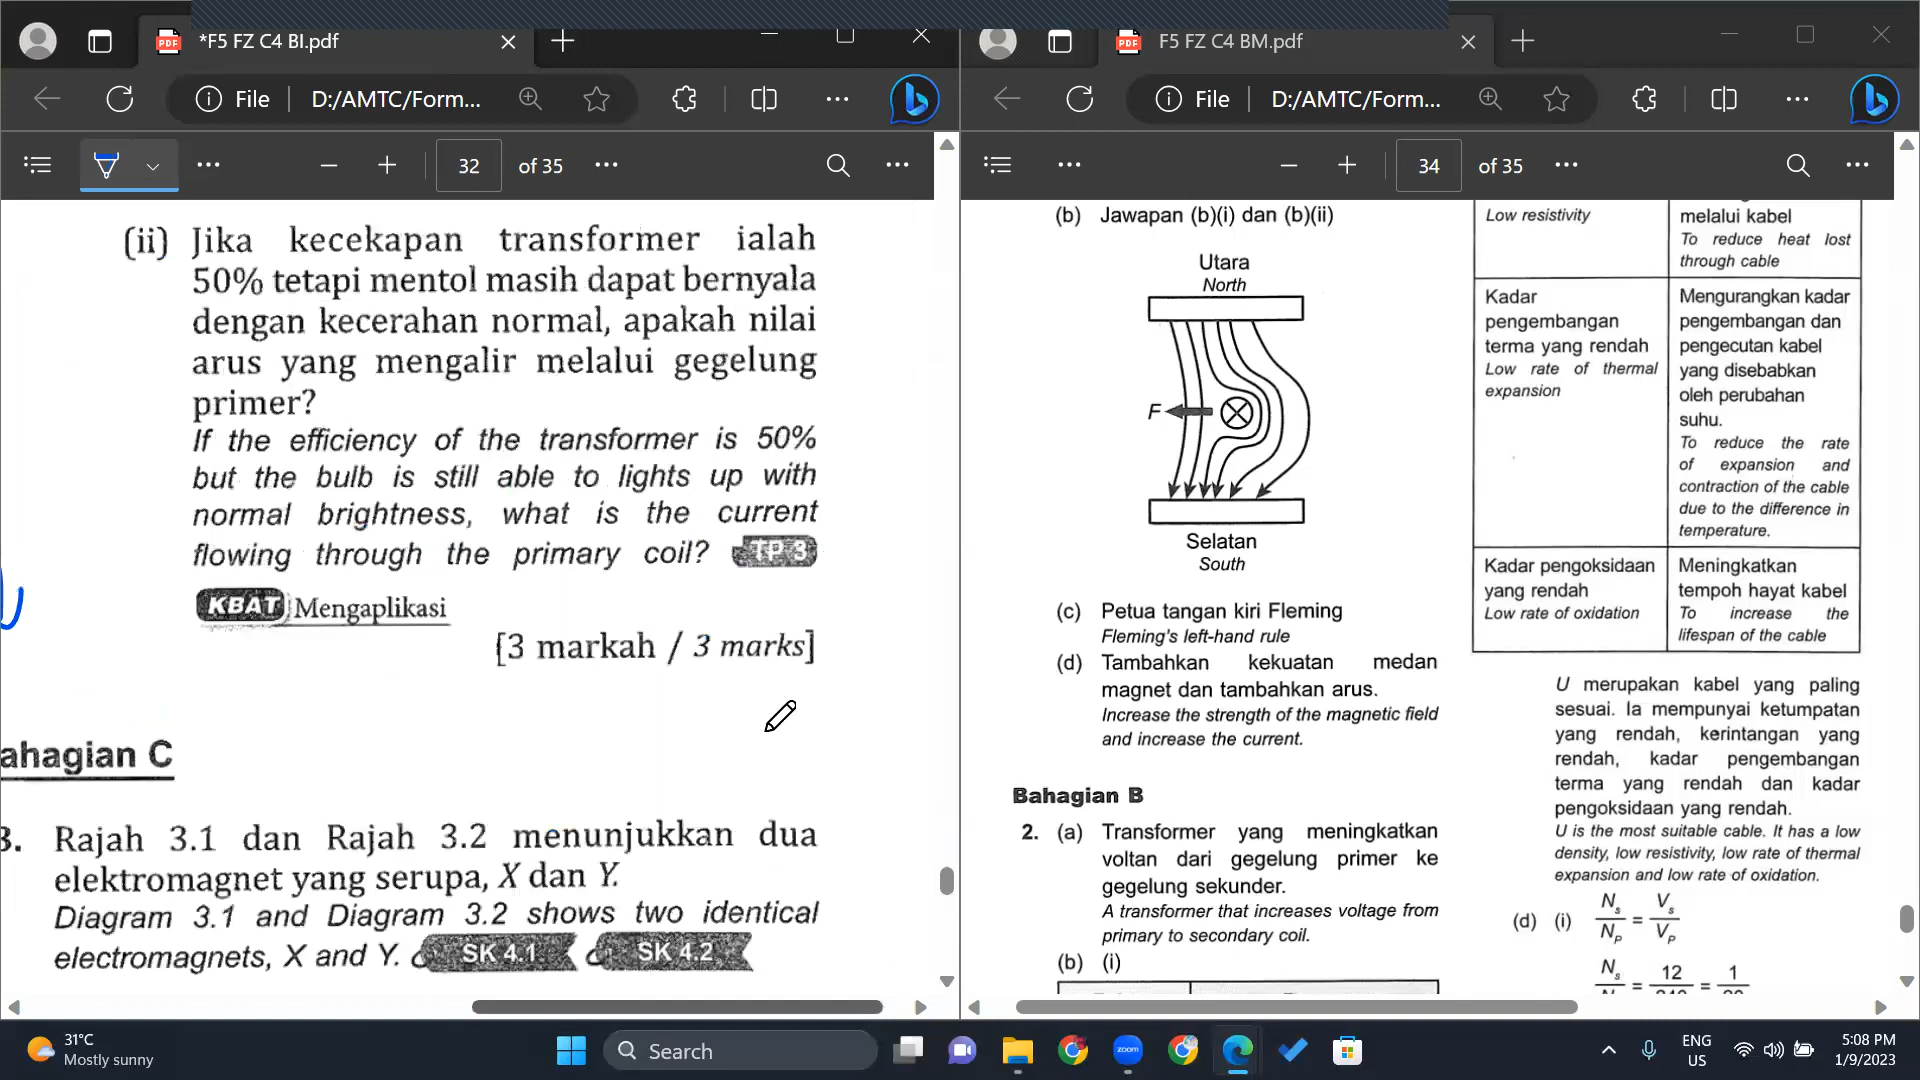 *F5 FZ C4 BI.pdf
File
D:/AMTC/Form...
32 of 35
(ii) Jika kecekapan transformer ialah
50% tetapi mentol masih dapat bernyala
dengan kecerahan normal, apakah nilai
arus yang mengalir melalui gegelung
primer?
If the efficiency of the transformer is 50%
but the bulb is still able to lights up with
normal brightness, what is the current
flowing through the primary coil? TP 3
KBAT Mengaplikasi
[3 markah / 3 marks]
ahagian C
3. Rajah 3.1 dan Rajah 3.2 menunjukkan dua
elektromagnet yang serupa, X dan Y.
Diagram 3.1 and Diagram 3.2 shows two identical
electromagnets, X and Y. SK 4.1 SK 4.2
F5 FZ C4 BM.pdf
File
D:/AMTC/Form...
34 of 35
(b) Jawapan (b)(i) dan (b)(ii)
Utara
North
F
Selatan
South
(c) Petua tangan kiri Fleming
Fleming's left-hand rule
(d) Tambahkan kekuatan medan
magnet dan tambahkan arus.
Increase the strength of the magnetic field
and increase the current.
Bahagian B
2. (a) Transformer yang meningkatkan
voltan dari gegelung primer ke
gegelung sekunder.
A transformer that increases voltage from
primary to secondary coil.
(b) (i)
Low resistivity
melalui kabel
To reduce heat lost
through cable
Kadar
pengembangan
terma yang rendah
Low rate of thermal
expansion
Mengurangkan kadar
pengembangan dan
pengecutan kabel
yang disebabkan
oleh perubahan
suhu.
To reduce the rate
of expansion and
contraction of the cable
due to the difference in
temperature.
Kadar pengoksidaan
yang rendah
Low rate of oxidation
Meningkatkan
tempoh hayat kabel
To increase the
lifespan of the cable
U merupakan kabel yang paling
sesuai. Ia mempunyai ketumpatan
yang rendah, kerintangan yang
rendah, kadar pengembangan
terma yang rendah dan kadar
pengoksidaan yang rendah.
U is the most suitable cable. It has a low
density, low resistivity, low rate of thermal
expansion and low rate of oxidation.
(d) (i) Ns/Np = Vs/Vp
Ns = 12 = 1
31°C
Mostly sunny
Search
zoom
ENG
US
5:08 PM
1/9/2023